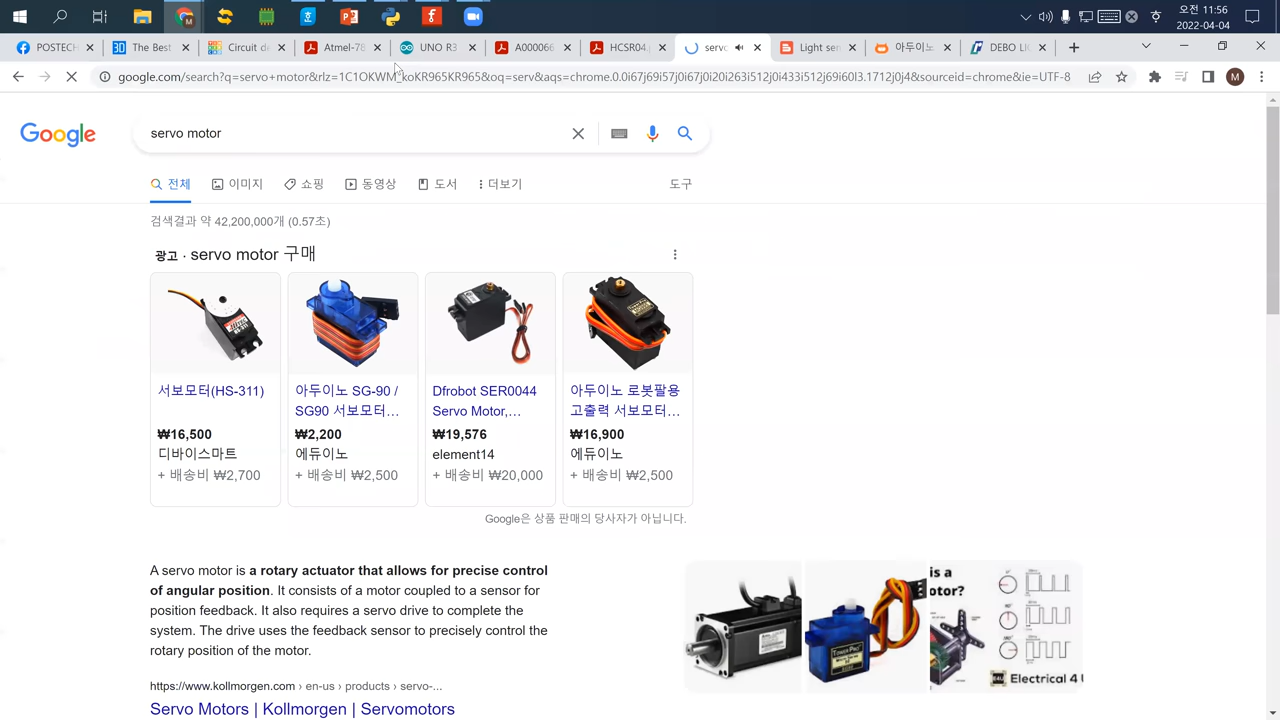 오전 11:56
2022-04-04
POSTECH
The Best
Circuit de
Atmel-78
UNO R3
A000066
HCSR04.
servo
Light sen
아두이노
DEBO LI
google.com/search?q=servo+motor&rlz=1C1OKWM_koKR965KR965&oq=serv&aqs=chrome.0.0i67j69i57j0i67j0i20i263i512j0i433i512j69i60l3.1712j0j4&sourceid=chrome&ie=UTF-8
M
Google
servo motor
전체
이미지
쇼핑
동영상
도서
더보기
도구
검색결과 약 42,200,000개 (0.57초)
광고 · servo motor 구매
서보모터(HS-311)
₩16,500
디바이스마트
+ 배송비 ₩2,700
아두이노 SG-90 /
SG90 서보모터…
₩2,200
에듀이노
+ 배송비 ₩2,500
Dfrobot SER0044
Servo Motor,…
₩19,576
element14
+ 배송비 ₩20,000
아두이노 로봇팔용
고출력 서보모터…
₩16,900
에듀이노
+ 배송비 ₩2,500
Google은 상품 판매의 당사자가 아닙니다.
A servo motor is a rotary actuator that allows for precise control
of angular position. It consists of a motor coupled to a sensor for
position feedback. It also requires a servo drive to complete the
system. The drive uses the feedback sensor to precisely control the
rotary position of the motor.
is a
otor?
TOWER PRO
E4U
Electrical 4 U
https://www.kollmorgen.com › en-us › products › servo-...
Servo Motors | Kollmorgen | Servomotors